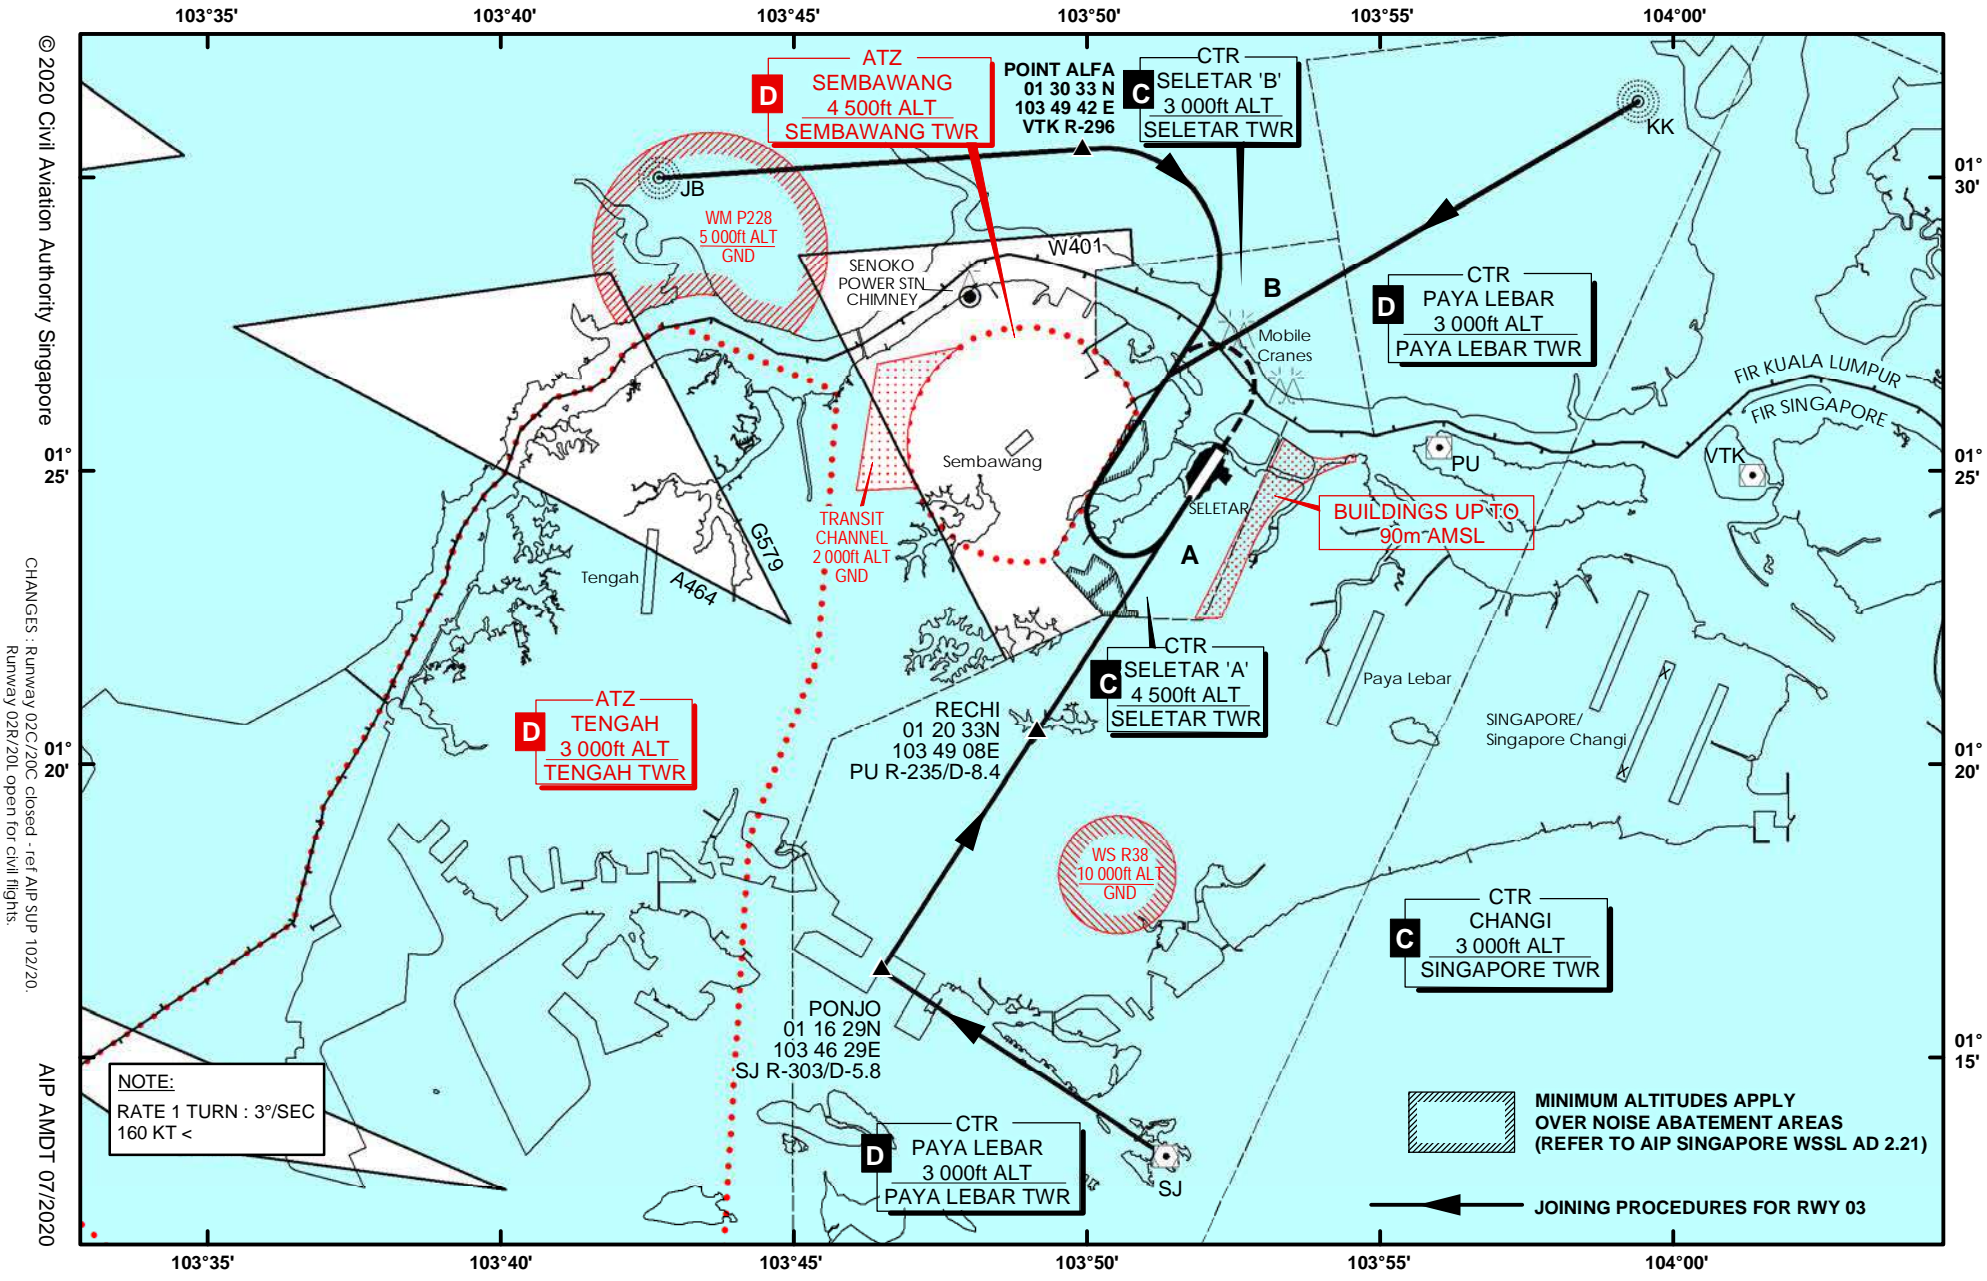 103°35'
103°40'
103°45'
103°50'
103°55'
104°00'
© 2020 Civil Aviation Authority Singapore
CHANGES : Runway 02C/20C closed - ref AIP SUP 102/20.
Runway 02R/20L open for civil flights.
AIP AMDT 07/2020
D
ATZ
SEMBAWANG
4 500ft ALT
SEMBAWANG TWR
POINT ALFA
01 30 33 N
103 49 42 E
VTK R-296
C
CTR
SELETAR 'B'
3 000ft ALT
SELETAR TWR
KK
JB
01°
30'
WM P228
5 000ft ALT
GND
W401
SENOKO
POWER STN
CHIMNEY
B
D
CTR
PAYA LEBAR
3 000ft ALT
PAYA LEBAR TWR
Mobile
Cranes
FIR KUALA LUMPUR
FIR SINGAPORE
01°
25'
Sembawang
PU
VTK
01°
25'
SELETAR
BUILDINGS UP TO
90m AMSL
TRANSIT
CHANNEL
2 000ft ALT
GND
G579
A464
Tengah
A
C
CTR
SELETAR 'A'
4 500ft ALT
SELETAR TWR
Paya Lebar
D
ATZ
TENGAH
3 000ft ALT
TENGAH TWR
RECHI
01 20 33N
103 49 08E
PU R-235/D-8.4
SINGAPORE/
Singapore Changi
X
X
01°
20'
01°
20'
WS R38
10 000ft ALT
GND
C
CTR
CHANGI
3 000ft ALT
SINGAPORE TWR
PONJO
01 16 29N
103 46 29E
SJ R-303/D-5.8
01°
15'
NOTE:
RATE 1 TURN : 3°/SEC
160 KT <
D
CTR
PAYA LEBAR
3 000ft ALT
PAYA LEBAR TWR
SJ
MINIMUM ALTITUDES APPLY
OVER NOISE ABATEMENT AREAS
(REFER TO AIP SINGAPORE WSSL AD 2.21)
JOINING PROCEDURES FOR RWY 03
103°35'
103°40'
103°45'
103°50'
103°55'
104°00'